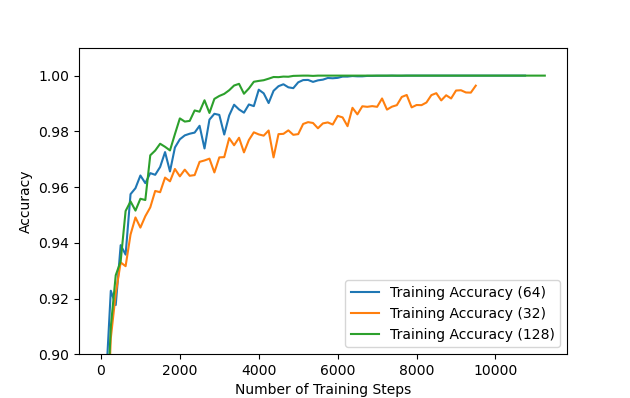 1.00
0.98
0.96
0.94
0.92
0.90
Accuracy
0
2000
4000
6000
8000
10000
Number of Training Steps
Training Accuracy (64)
Training Accuracy (32)
Training Accuracy (128)